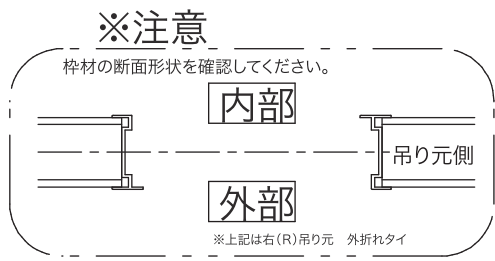 ※注意
枠材の断面形状を確認してください。
内部
吊り元側
外部
※上記は右(R)吊り元　外折れタイ